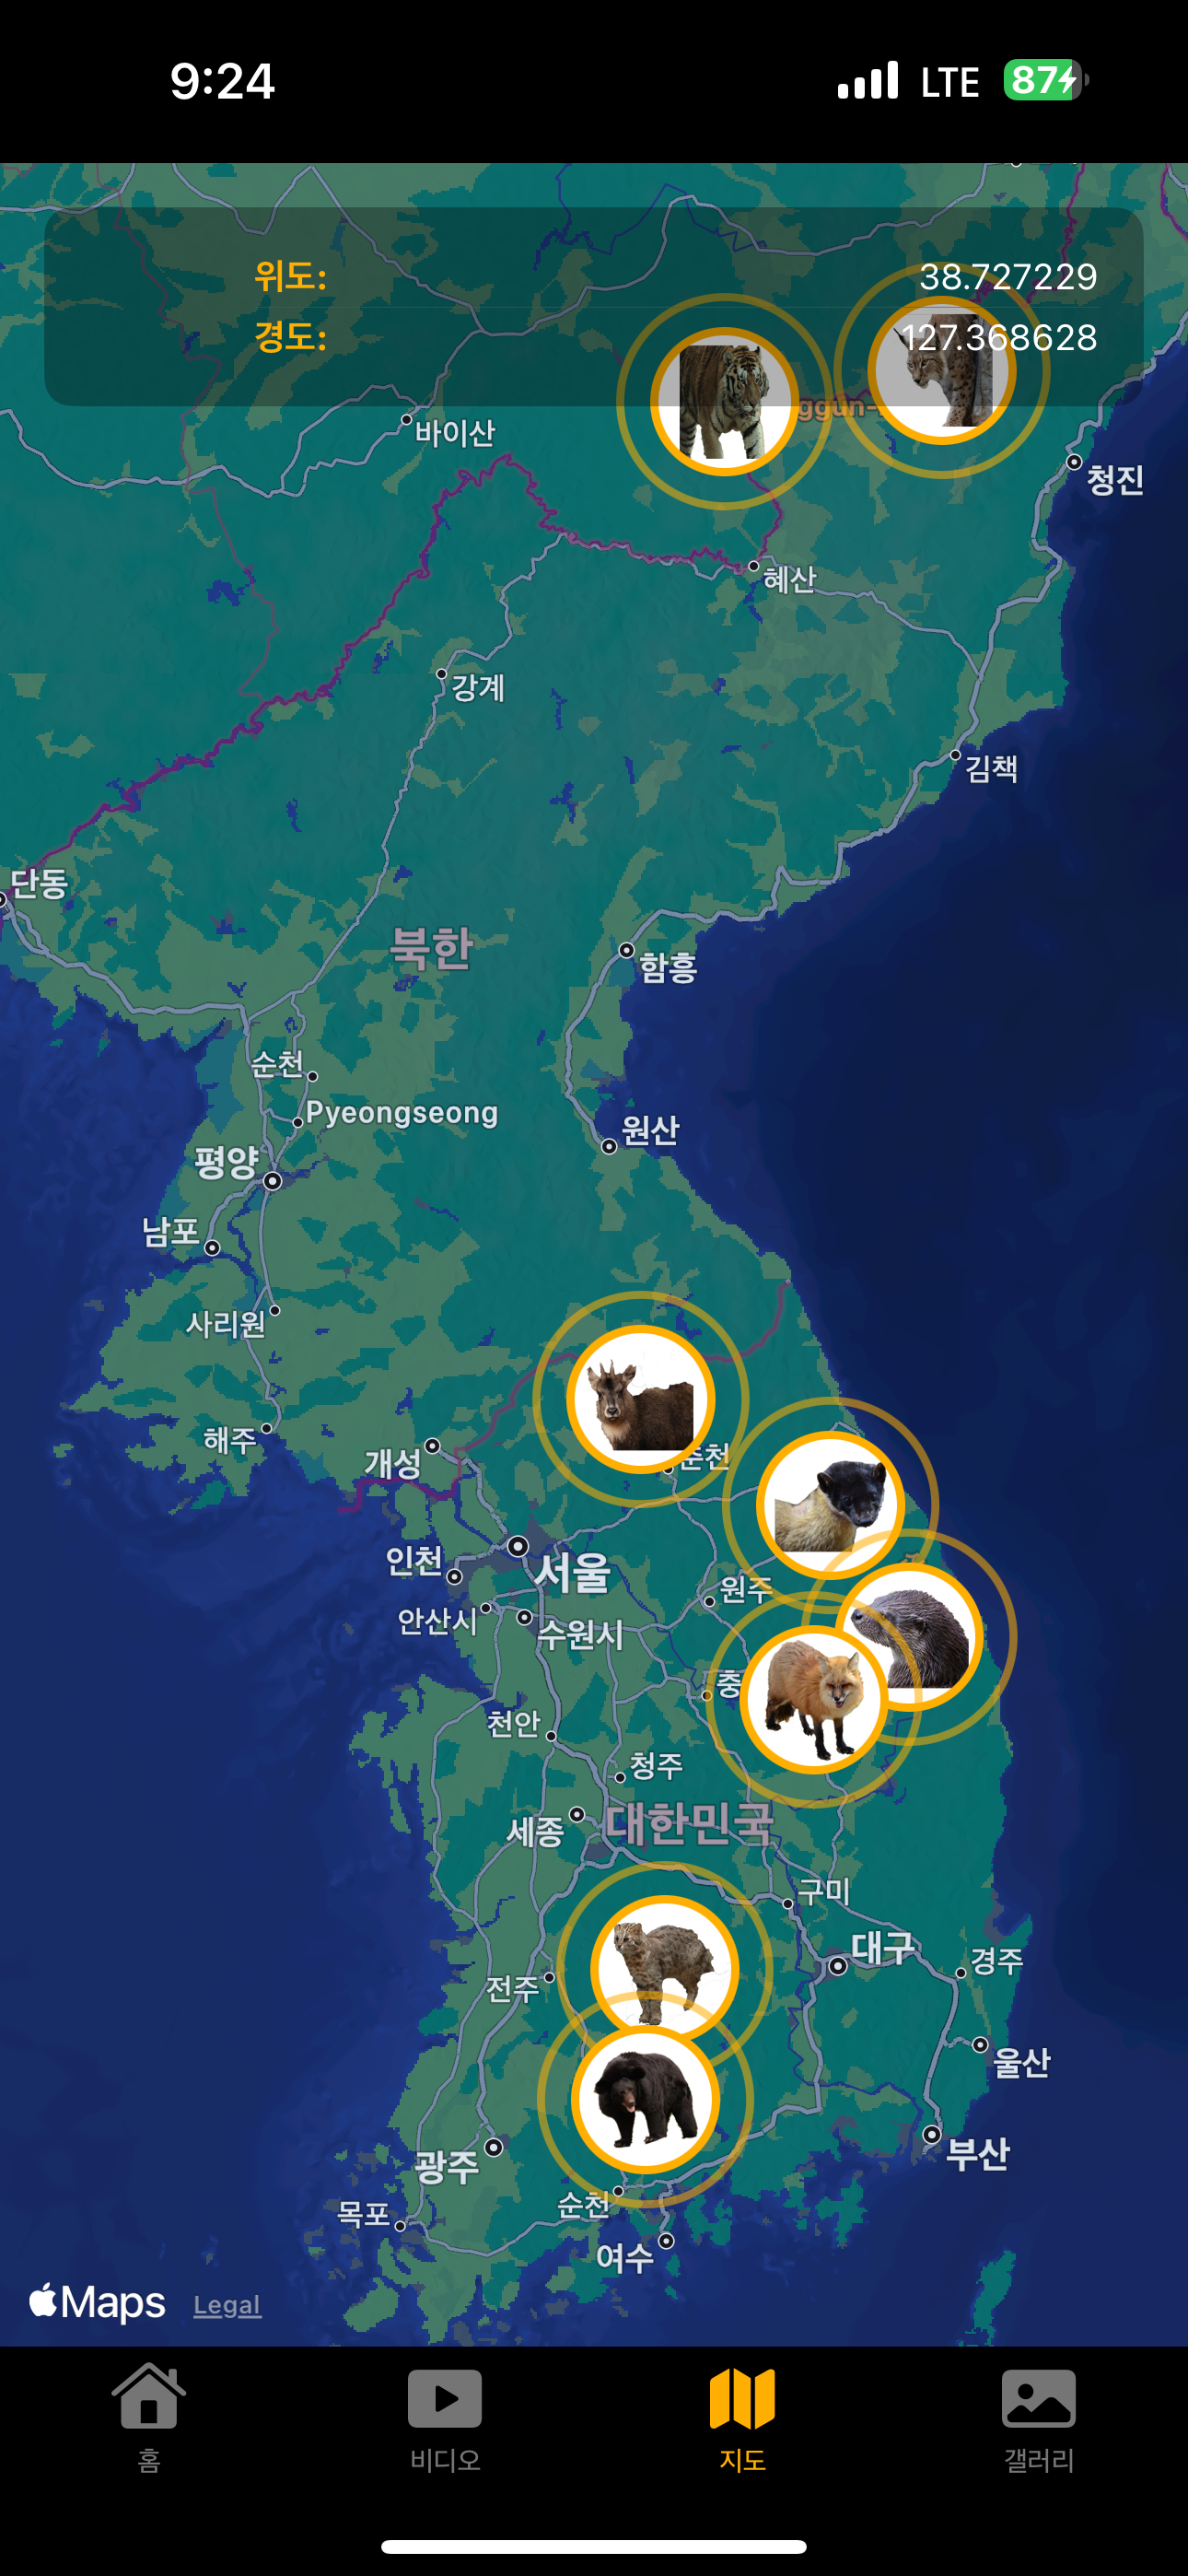 9:24
LTE
87
위도: 38.727229
경도: 127.368628
바이산
청진
혜산
강계
김책
단동
북한
함흥
순천
Pyeongseong
원산
평양
남포
사리원
해주
개성
춘천
인천
서울
원주
안산시
수원시
충
천안
청주
세종
대한민국
구미
대구
전주
경주
울산
광주
부산
순천
목포
여수
Maps
Legal
홈
비디오
지도
갤러리